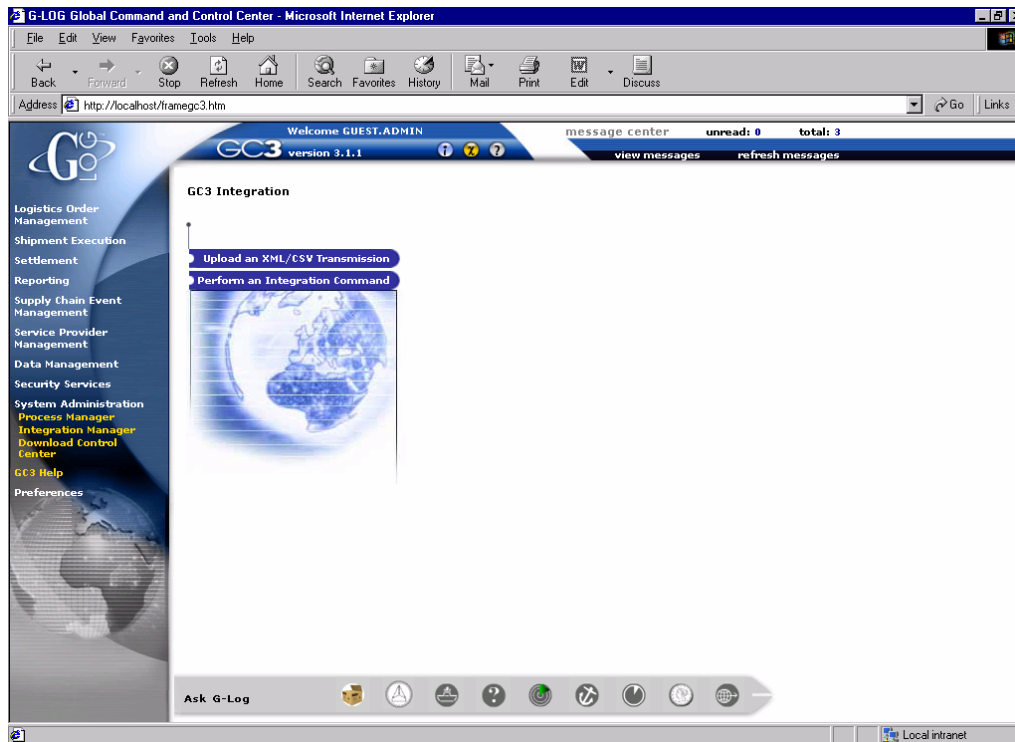 G-LOG Global Command and Control Center - Microsoft Internet Explorer
File Edit View Favorites Tools Help
Back Forward Stop Refresh Home Search Favorites History Mail Print Edit Discuss
Address http://localhost/framegc3.htm Go Links
G-LOG
Welcome GUEST.ADMIN
GC3 version 3.1.1
message center unread: 0 total: 3
view messages refresh messages
Logistics Order
Management
Shipment Execution
Settlement
Reporting
Supply Chain Event
Management
Service Provider
Management
Data Management
Security Services
System Administration
Process Manager
Integration Manager
Download Control
Center
GC3 Help
Preferences
GC3 Integration
Upload an XML/CSV Transmission
Perform an Integration Command
Ask G-Log
Local intranet